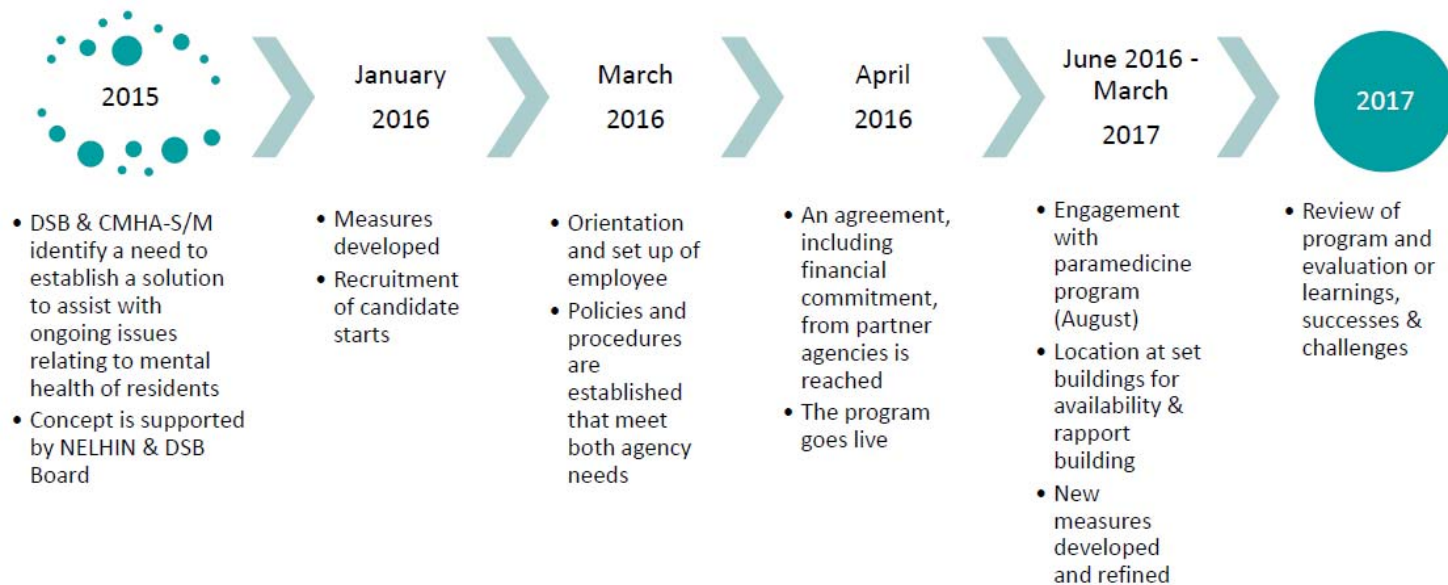 2015
January
2016
March
2016
April
2016
June 2016 -
March
2017
2017
• DSB & CMHA-S/M
identify a need to
establish a solution
to assist with
ongoing issues
relating to mental
health of residents
• Concept is supported
by NELHIN & DSB
Board
• Measures
developed
• Recruitment
of candidate
starts
• Orientation
and set up of
employee
• Policies and
procedures
are
established
that meet
both agency
needs
• An agreement,
including
financial
commitment,
from partner
agencies is
reached
• The program
goes live
• Engagement
with
paramedicine
program
(August)
• Location at set
buildings for
availability &
rapport
building
• New
measures
developed
and refined
• Review of
program and
evaluation or
learnings,
successes &
challenges